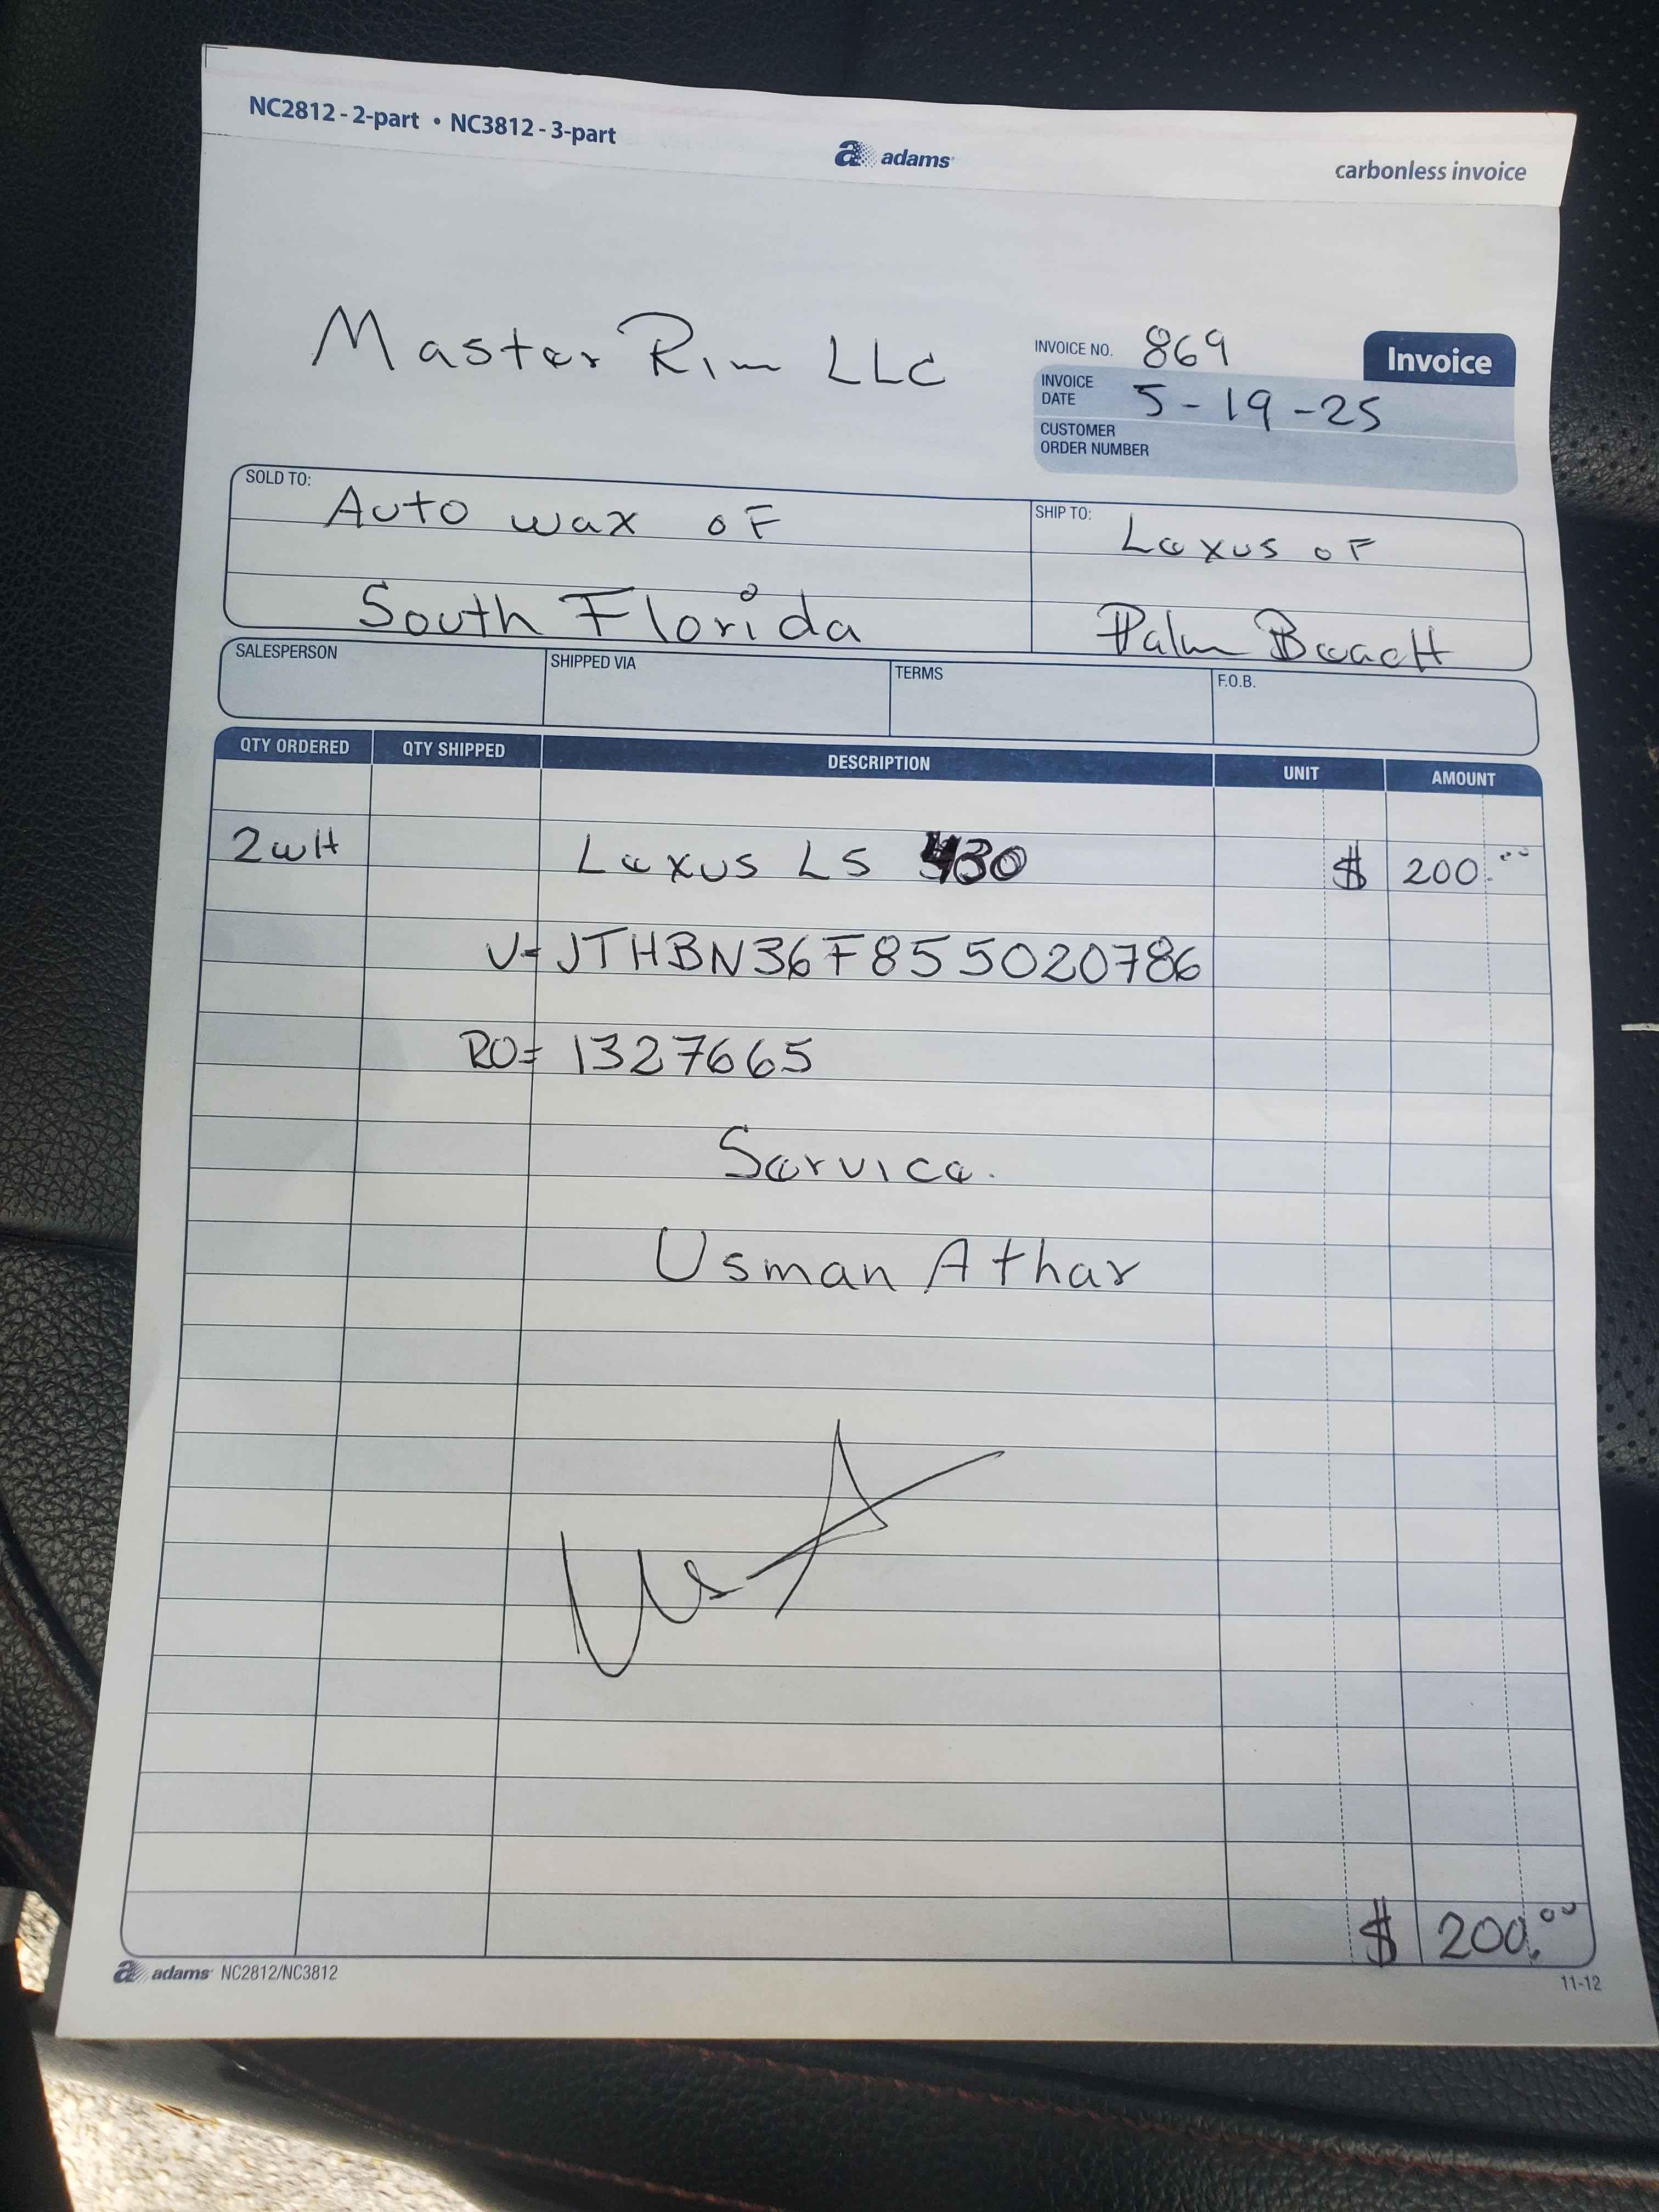 NC2812 - 2-part • NC3812 - 3-part
adams
carbonless invoice
Master Rim LLC
INVOICE NO. 869
Invoice
INVOICE DATE 5-19-25
CUSTOMER ORDER NUMBER
SOLD TO: Auto wax of
South Florida
SHIP TO: Lexus of
Palm BeacH
SALESPERSON SHIPPED VIA TERMS F.O.B.
QTY ORDERED QTY SHIPPED DESCRIPTION UNIT AMOUNT
2wH Lexus LS 430 $ 200.00
V= JTHBN36F855020786
RO= 1327665
Service.
Usman Athar
$ 200.00
adams NC2812/NC3812
11-12